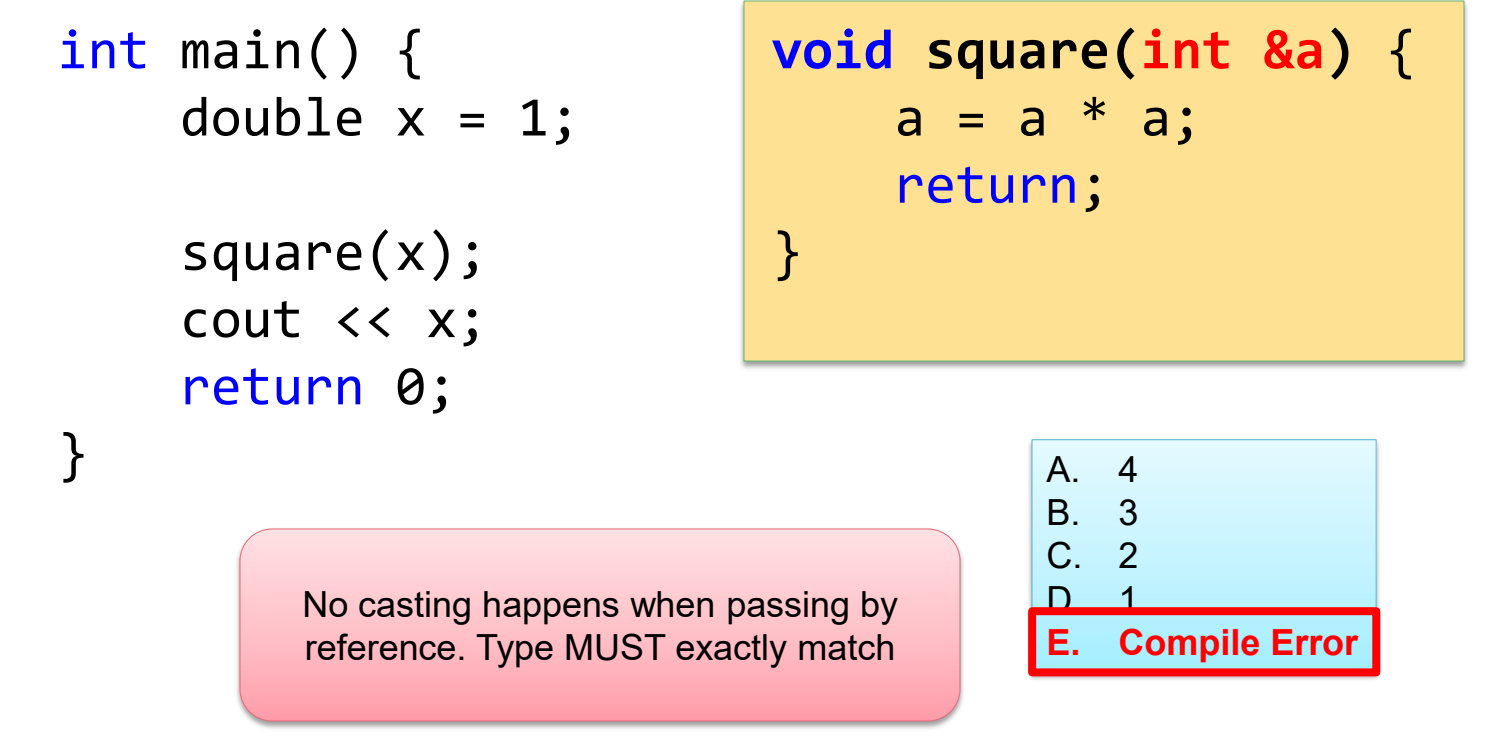 int main() {
double x = 1;
square(x);
cout << x;
return 0;
}
void square(int &a) {
a = a * a;
return;
}
A. 4
B. 3
C. 2
D. 1
E. Compile Error
No casting happens when passing by
reference. Type MUST exactly match